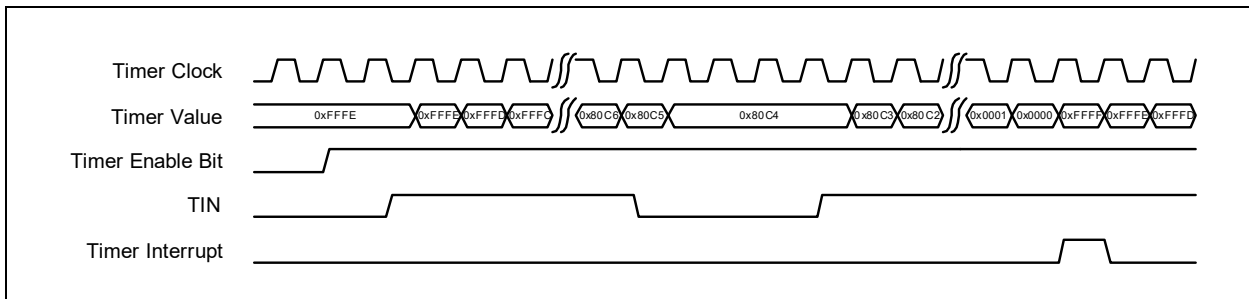 Timer Clock
Timer Value 0xFFFE 0xFFFE 0xFFFD 0xFFFC 0x80C6 0x80C5 0x80C4 0x80C3 0x80C2 0x0001 0x0000 0xFFFF 0xFFFE 0xFFFD
Timer Enable Bit
TIN
Timer Interrupt